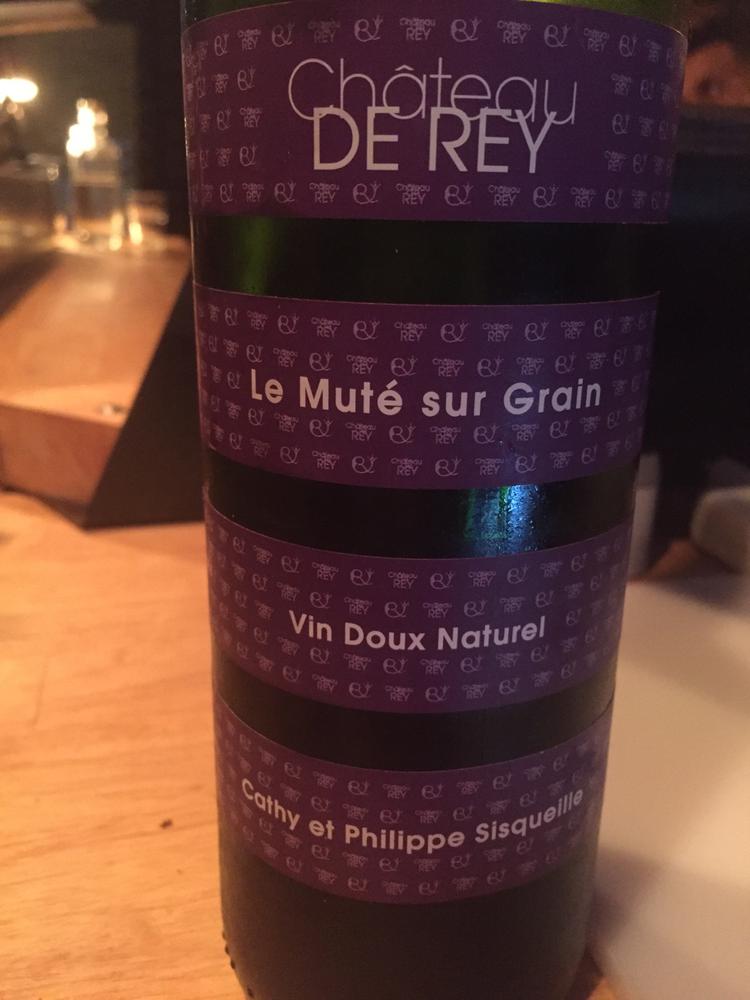 Château
DE REY
Le Muté sur Grain
Vin Doux Naturel
Cathy et Philippe Sisqueille